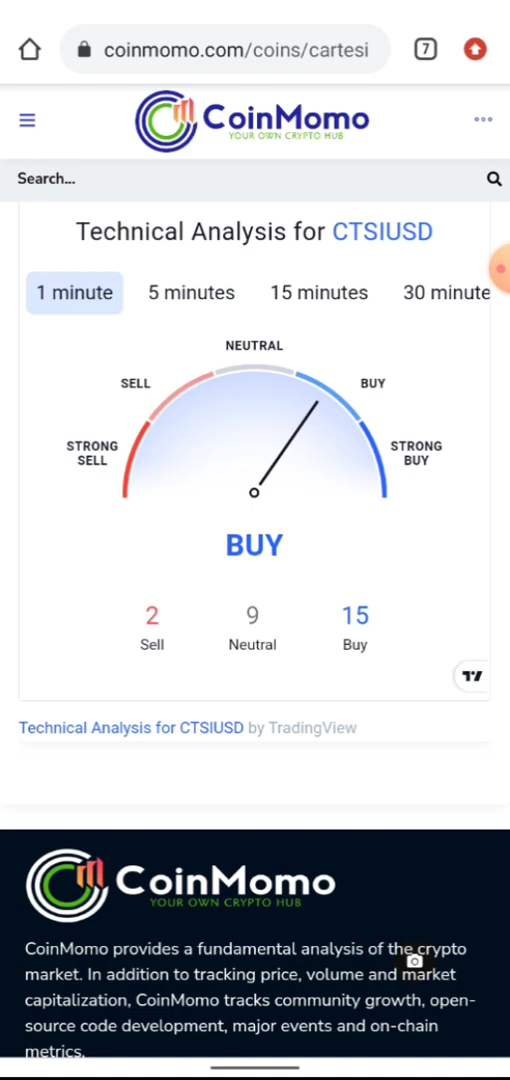 coinmomo.com/coins/cartesi
7
CoinMomo
YOUR OWN CRYPTO HUB
Search...
Technical Analysis for CTSIUSD
1 minute 5 minutes 15 minutes 30 minute
NEUTRAL
SELL BUY
STRONG
SELL
STRONG
BUY
BUY
2 9 15
Sell Neutral Buy
Technical Analysis for CTSIUSD by TradingView
CoinMomo
YOUR OWN CRYPTO HUB
CoinMomo provides a fundamental analysis of the crypto
market. In addition to tracking price, volume and market
capitalization, CoinMomo tracks community growth, open-
source code development, major events and on-chain
metrics.